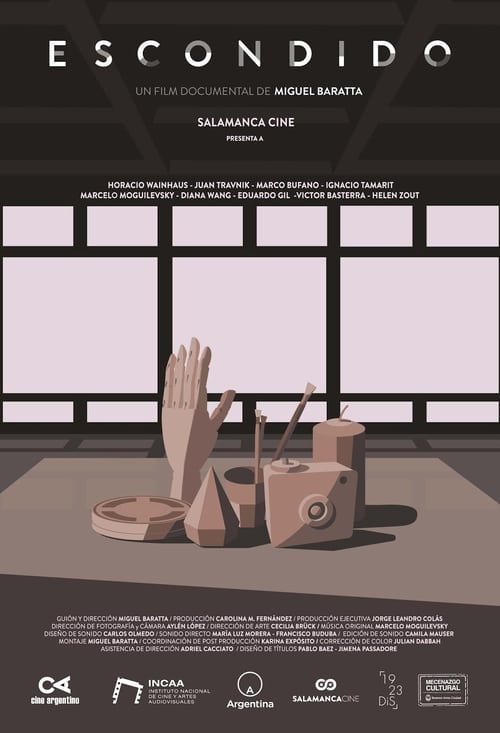 ESCONDIDO
UN FILM DOCUMENTAL DE MIGUEL BARATTA
SALAMANCA CINE
PRESENTA A
HORACIO WAINHAUS - JUAN TRAVNIK - MARCO BUFANO - IGNACIO TAMARIT
MARCELO MOGUILEVSKY - DIANA WANG - EDUARDO GIL -VICTOR BASTERRA - HELEN ZOUT
GUIÓN Y DIRECCIÓN MIGUEL BARATTA / PRODUCCIÓN CAROLINA M. FERNÁNDEZ / PRODUCCIÓN EJECUTIVA JORGE LEANDRO COLÁS
DIRECCIÓN DE FOTOGRAFÍA y CÁMARA AYLÉN LÓPEZ / DIRECCIÓN DE ARTE CECILIA BRÜCK / MÚSICA ORIGINAL MARCELO MOGUILEVSKY
DISEÑO DE SONIDO CARLOS OLMEDO / SONIDO DIRECTO MARÍA LUZ MORERA - FRANCISCO BUDUBA / EDICIÓN DE SONIDO CAMILA MAUSER
MONTAJE MIGUEL BARATTA / COORDINACIÓN DE POST PRODUCCIÓN KARINA EXPÓSITO / CORRECCIÓN DE COLOR JULIAN DABBAH
ASISTENCIA DE DIRECCIÓN ADRIEL CACCIATO / DISEÑO DE TÍTULOS PABLO BAEZ - JIMENA PASSADORE
CA
cine argentino
INCAA
INSTITUTO NACIONAL
DE CINE Y ARTES
AUDIOVISUALES
A
Argentina
SALAMANCACINE
19
23
DiS
MECENAZGO
CULTURAL
Buenos Aires Ciudad